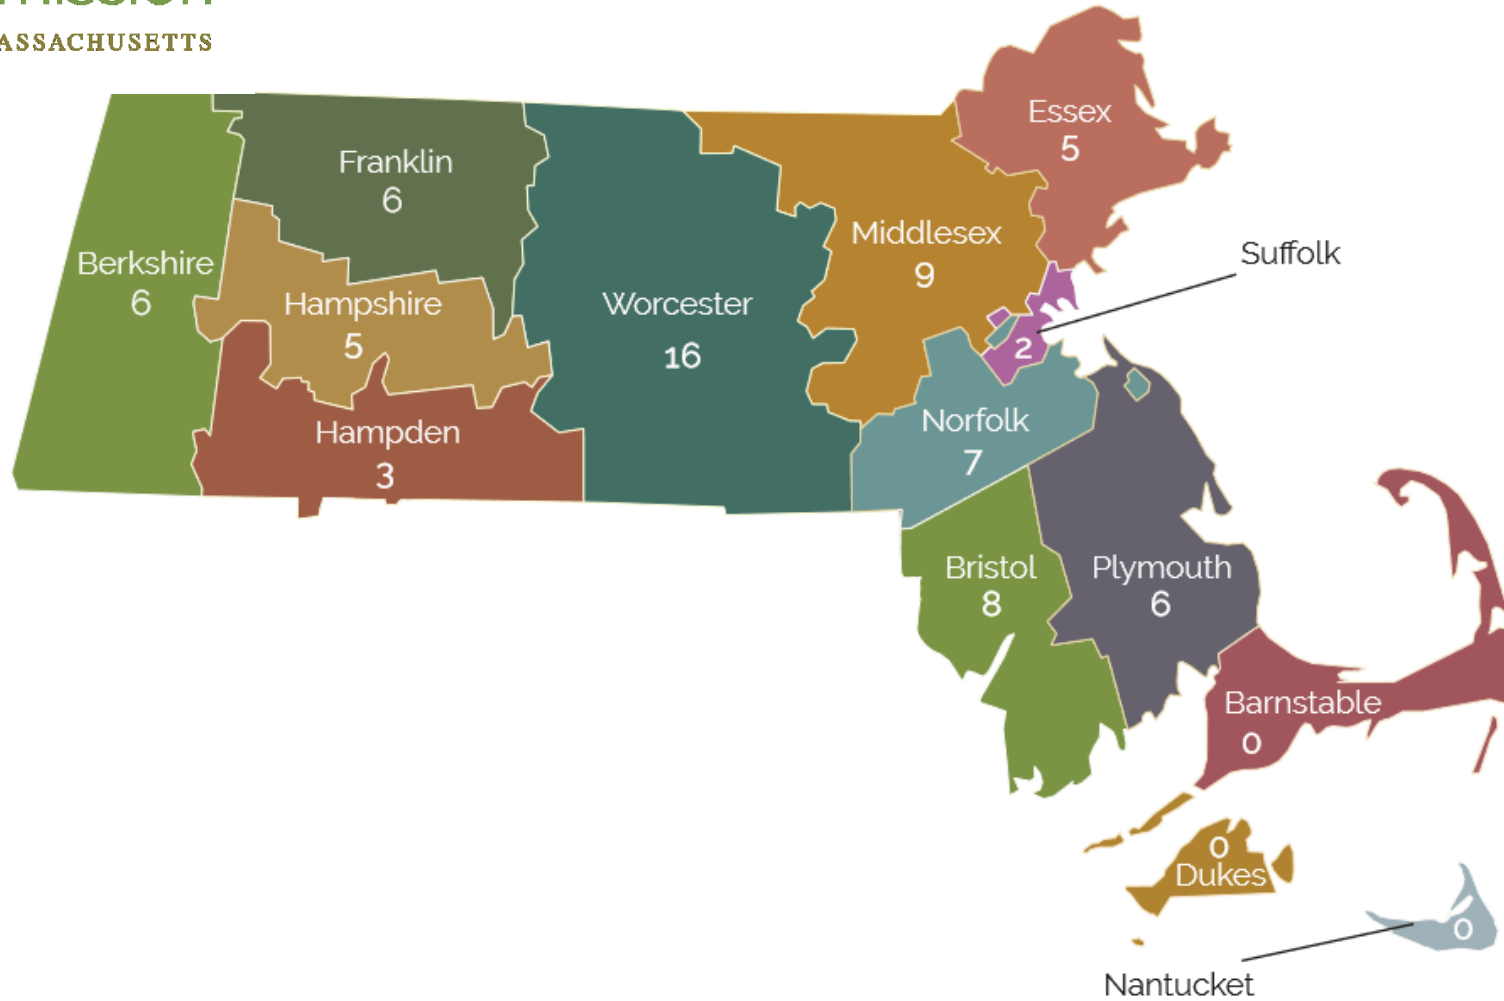 ASSACHUSETTS
Essex
5
Franklin
6
Middlesex
9
Suffolk
2
Berkshire
6
Hampshire
5
Worcester
16
Norfolk
7
Hampden
3
Bristol
8
Plymouth
6
Barnstable
0
0
Dukes
0
Nantucket